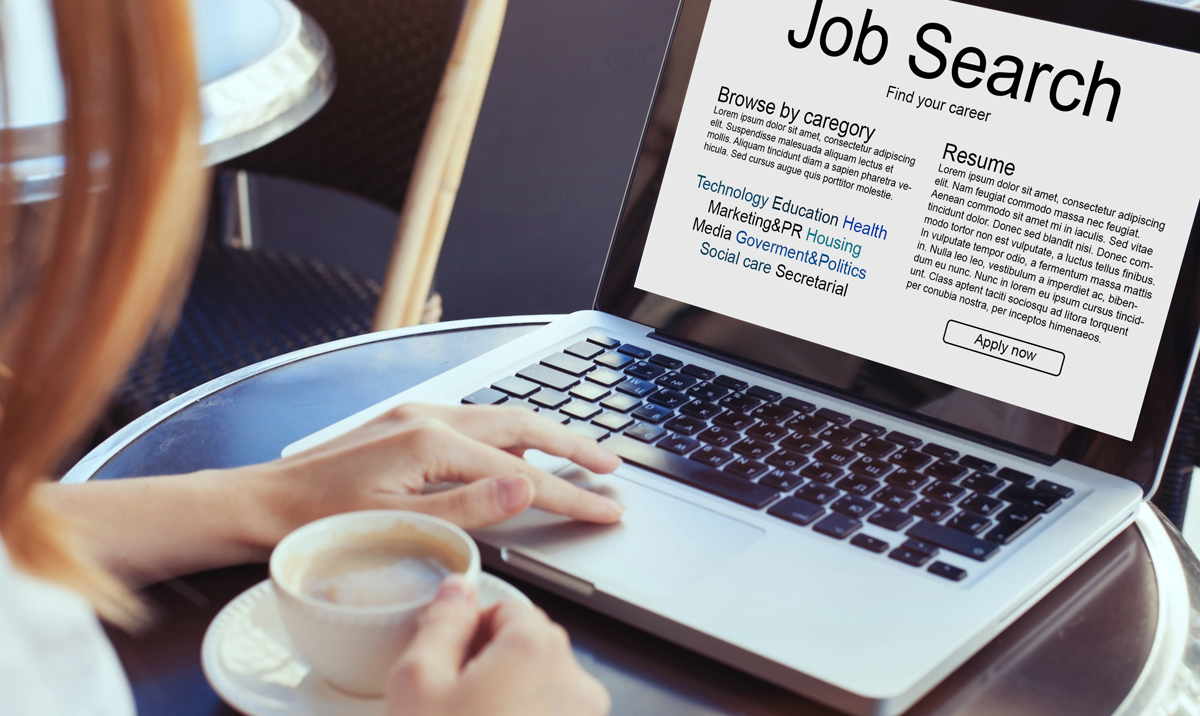 Job Search
Find your career
Browse by caregory
Lorem ipsum dolor sit amet, consectetur adipiscing
elit. Suspendisse malesuada aliquam lectus et
mollis. Aliquam tincidunt diam a sapien pharetra ve-
hicula. Sed cursus augue quis porttitor molestie.
Technology Education Health
Marketing&PR Housing
Media Goverment&Politics
Social care Secretarial
Resume
Lorem ipsum dolor sit amet, consectetur adipiscing
elit. Nam feugiat commodo massa nec feugiat.
Aenean commodo sit amet mi in iaculis. Sed vitae
tincidunt dolor. Donec sed blandit nisi. Donec com-
modo tortor non est vulputate, a luctus tellus finibus.
In vulputate tempor odio, a fermentum massa mattis
in. Nulla leo leo, vestibulum a imperdiet ac, biben-
dum eu nunc. Nunc in lorem eu ipsum cursus tincid-
unt. Class aptent taciti sociosqu ad litora torquent
per conubia nostra, per inceptos himenaeos.
Apply now